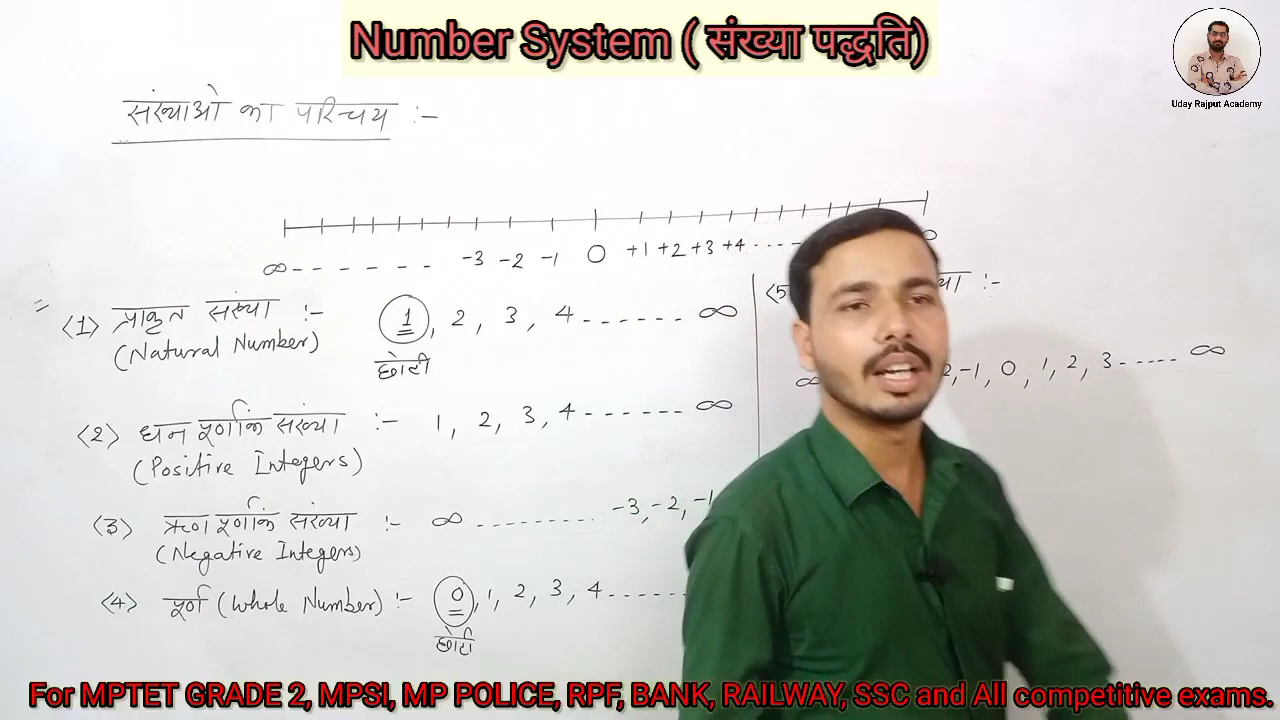 Number System ( संख्या पद्धति)
Uday Rajput Academy
संख्याओ का परिचय :-
∞ - - - - - - -3 -2 -1 0 +1 +2 +3 +4 - - - -
<1> प्राकृत संख्या :- 1, 2, 3, 4 - - - - - - ∞
(Natural Number) छोटी
<2> धन पूर्णांक संख्या :- 1, 2, 3, 4 - - - - - - ∞
(Positive Integers)
<3> ऋण पूर्णांक संख्या :- ∞ - - - - - - - - - -3, -2, -1
(Negative Integers)
<4> पूर्ण (Whole Number) :- 0, 1, 2, 3, 4 - - - - - -
छोटी
<5> :-
∞ 2, -1, 0, 1, 2, 3 - - - - - ∞
For MPTET GRADE 2, MPSI, MP POLICE, RPF, BANK, RAILWAY, SSC and All competitive exams.